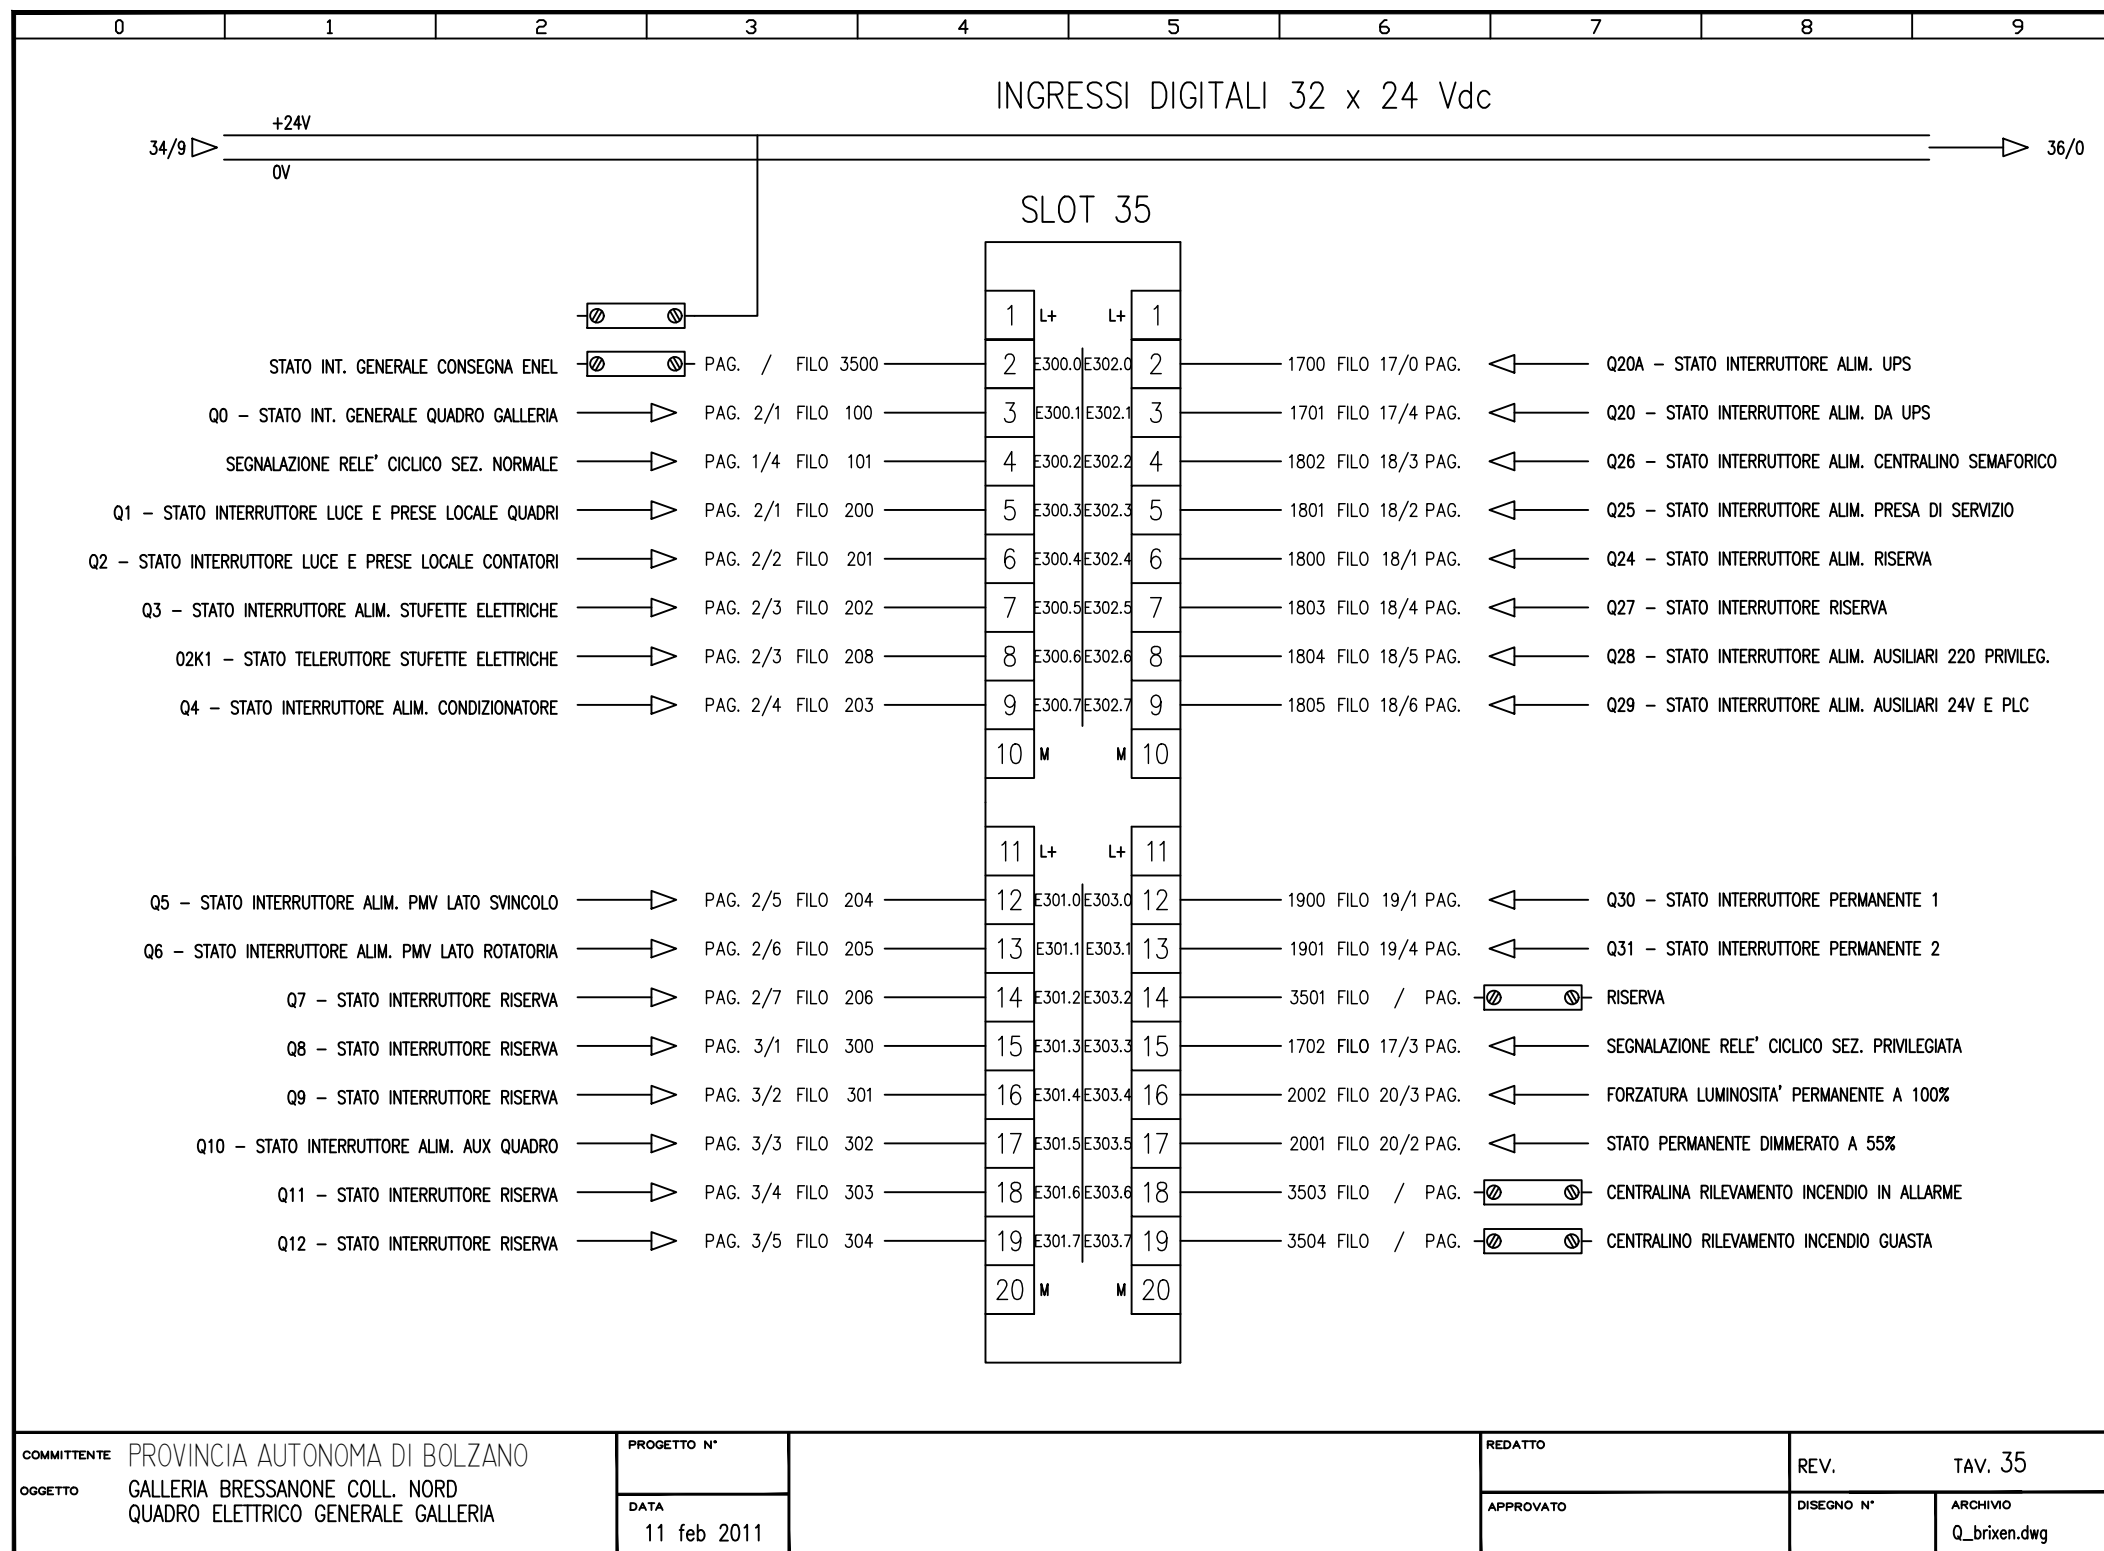 0 1 2 3 4 5 6 7 8 9
INGRESSI DIGITALI 32 x 24 Vdc
+24V
34/9
36/0
0V
SLOT 35
1 L+ L+ 1
STATO INT. GENERALE CONSEGNA ENEL PAG. / FILO 3500 2 E300.0 E302.0 2 1700 FILO 17/0 PAG. Q20A – STATO INTERRUTTORE ALIM. UPS
Q0 – STATO INT. GENERALE QUADRO GALLERIA PAG. 2/1 FILO 100 3 E300.1 E302.1 3 1701 FILO 17/4 PAG. Q20 – STATO INTERRUTTORE ALIM. DA UPS
SEGNALAZIONE RELE' CICLICO SEZ. NORMALE PAG. 1/4 FILO 101 4 E300.2 E302.2 4 1802 FILO 18/3 PAG. Q26 – STATO INTERRUTTORE ALIM. CENTRALINO SEMAFORICO
Q1 – STATO INTERRUTTORE LUCE E PRESE LOCALE QUADRI PAG. 2/1 FILO 200 5 E300.3 E302.3 5 1801 FILO 18/2 PAG. Q25 – STATO INTERRUTTORE ALIM. PRESA DI SERVIZIO
Q2 – STATO INTERRUTTORE LUCE E PRESE LOCALE CONTATORI PAG. 2/2 FILO 201 6 E300.4 E302.4 6 1800 FILO 18/1 PAG. Q24 – STATO INTERRUTTORE ALIM. RISERVA
Q3 – STATO INTERRUTTORE ALIM. STUFETTE ELETTRICHE PAG. 2/3 FILO 202 7 E300.5 E302.5 7 1803 FILO 18/4 PAG. Q27 – STATO INTERRUTTORE RISERVA
02K1 – STATO TELERUTTORE STUFETTE ELETTRICHE PAG. 2/3 FILO 208 8 E300.6 E302.6 8 1804 FILO 18/5 PAG. Q28 – STATO INTERRUTTORE ALIM. AUSILIARI 220 PRIVILEG.
Q4 – STATO INTERRUTTORE ALIM. CONDIZIONATORE PAG. 2/4 FILO 203 9 E300.7 E302.7 9 1805 FILO 18/6 PAG. Q29 – STATO INTERRUTTORE ALIM. AUSILIARI 24V E PLC
10 M M 10
11 L+ L+ 11
Q5 – STATO INTERRUTTORE ALIM. PMV LATO SVINCOLO PAG. 2/5 FILO 204 12 E301.0 E303.0 12 1900 FILO 19/1 PAG. Q30 – STATO INTERRUTTORE PERMANENTE 1
Q6 – STATO INTERRUTTORE ALIM. PMV LATO ROTATORIA PAG. 2/6 FILO 205 13 E301.1 E303.1 13 1901 FILO 19/4 PAG. Q31 – STATO INTERRUTTORE PERMANENTE 2
Q7 – STATO INTERRUTTORE RISERVA PAG. 2/7 FILO 206 14 E301.2 E303.2 14 3501 FILO / PAG. RISERVA
Q8 – STATO INTERRUTTORE RISERVA PAG. 3/1 FILO 300 15 E301.3 E303.3 15 1702 FILO 17/3 PAG. SEGNALAZIONE RELE' CICLICO SEZ. PRIVILEGIATA
Q9 – STATO INTERRUTTORE RISERVA PAG. 3/2 FILO 301 16 E301.4 E303.4 16 2002 FILO 20/3 PAG. FORZATURA LUMINOSITA' PERMANENTE A 100%
Q10 – STATO INTERRUTTORE ALIM. AUX QUADRO PAG. 3/3 FILO 302 17 E301.5 E303.5 17 2001 FILO 20/2 PAG. STATO PERMANENTE DIMMERATO A 55%
Q11 – STATO INTERRUTTORE RISERVA PAG. 3/4 FILO 303 18 E301.6 E303.6 18 3503 FILO / PAG. CENTRALINA RILEVAMENTO INCENDIO IN ALLARME
Q12 – STATO INTERRUTTORE RISERVA PAG. 3/5 FILO 304 19 E301.7 E303.7 19 3504 FILO / PAG. CENTRALINO RILEVAMENTO INCENDIO GUASTA
20 M M 20
COMMITTENTE PROVINCIA AUTONOMA DI BOLZANO
OGGETTO GALLERIA BRESSANONE COLL. NORD
QUADRO ELETTRICO GENERALE GALLERIA
PROGETTO N°
DATA
11 feb 2011
REDATTO
APPROVATO
REV. TAV. 35
DISEGNO N° ARCHIVIO
Q_brixen.dwg